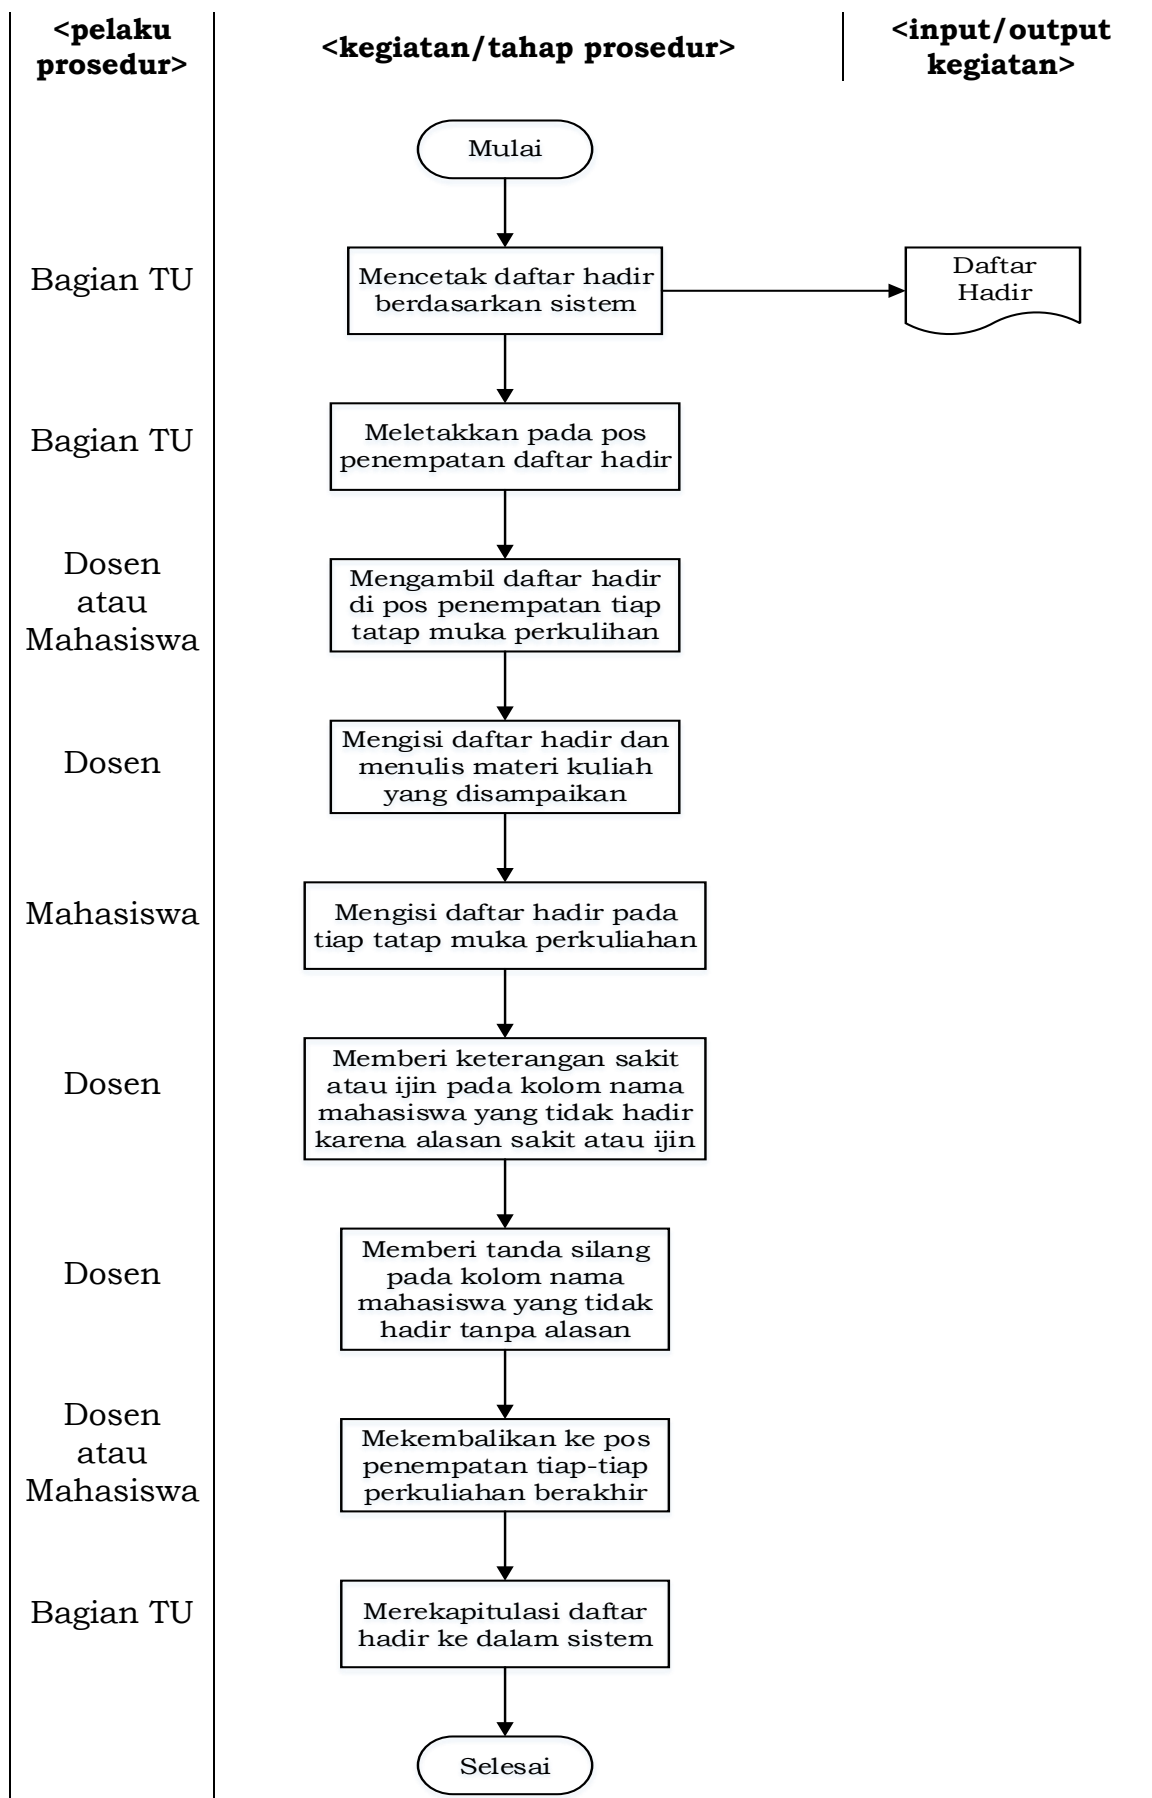 <pelaku
prosedur>
<kegiatan/tahap prosedur>
<input/output
kegiatan>
Mulai
Bagian TU
Mencetak daftar hadir
berdasarkan sistem
Daftar
Hadir
Bagian TU
Meletakkan pada pos
penempatan daftar hadir
Dosen
atau
Mahasiswa
Mengambil daftar hadir
di pos penempatan tiap
tatap muka perkulihan
Dosen
Mengisi daftar hadir dan
menulis materi kuliah
yang disampaikan
Mahasiswa
Mengisi daftar hadir pada
tiap tatap muka perkuliahan
Dosen
Memberi keterangan sakit
atau ijin pada kolom nama
mahasiswa yang tidak hadir
karena alasan sakit atau ijin
Dosen
Memberi tanda silang
pada kolom nama
mahasiswa yang tidak
hadir tanpa alasan
Dosen
atau
Mahasiswa
Mekembalikan ke pos
penempatan tiap-tiap
perkuliahan berakhir
Bagian TU
Merekapitulasi daftar
hadir ke dalam sistem
Selesai